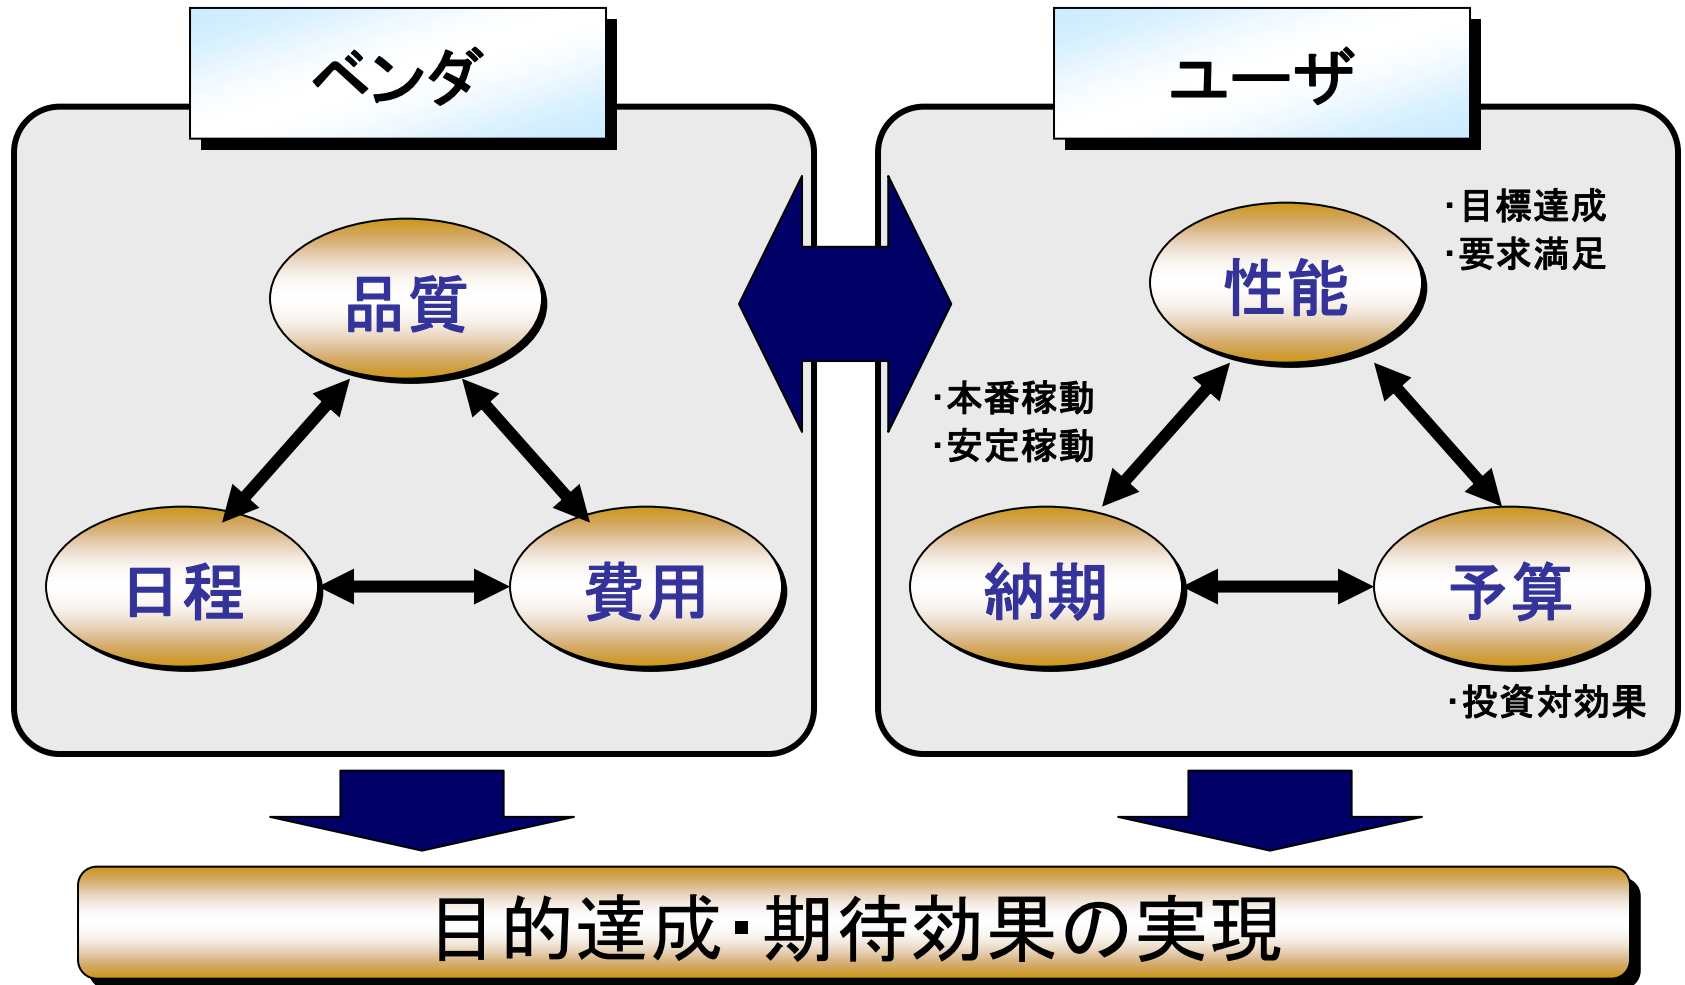 ベンダ
品質
日程
費用
ユーザ
・目標達成
・要求満足
性能
・本番稼動
・安定稼動
納期
予算
・投資対効果
目的達成・期待効果の実現